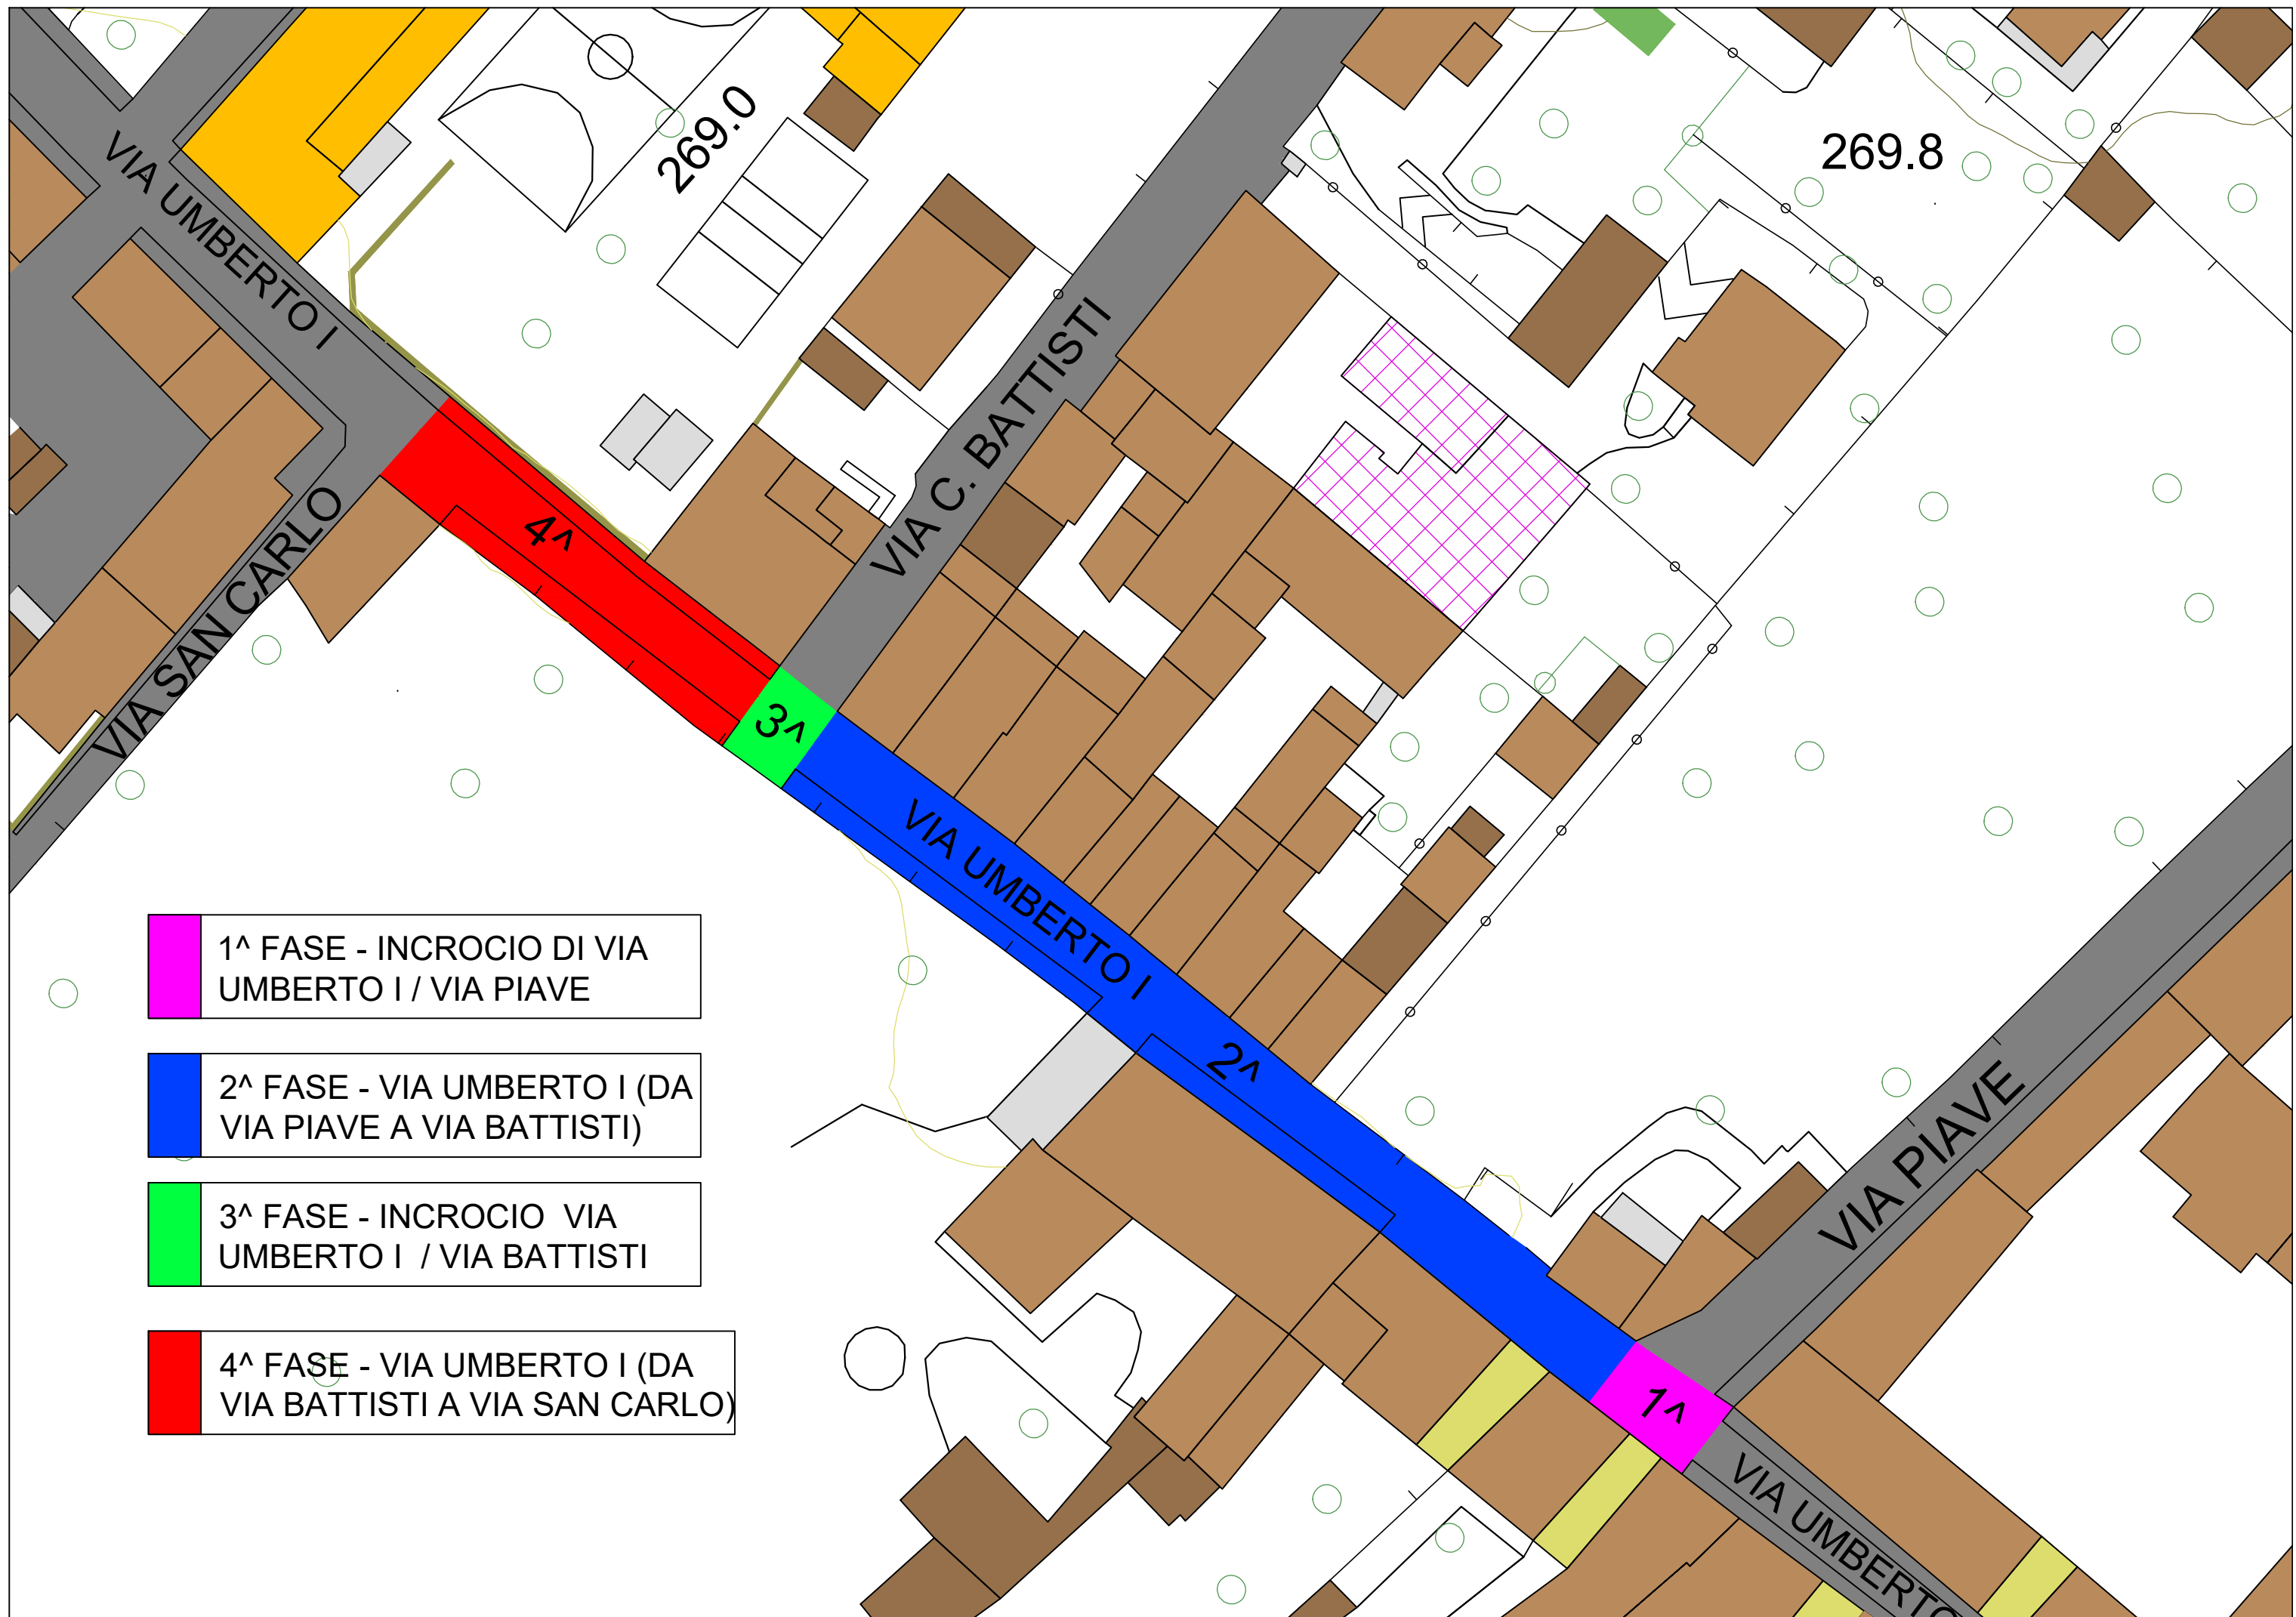 VIA UMBERTO I
269.0
269.8
VIA C. BATTISTI
VIA SAN CARLO
4^
3^
VIA UMBERTO I
2^
VIA PIAVE
1^
VIA UMBERTO
1^ FASE - INCROCIO DI VIA
UMBERTO I / VIA PIAVE
2^ FASE - VIA UMBERTO I (DA
VIA PIAVE A VIA BATTISTI)
3^ FASE - INCROCIO VIA
UMBERTO I / VIA BATTISTI
4^ FASE - VIA UMBERTO I (DA
VIA BATTISTI A VIA SAN CARLO)